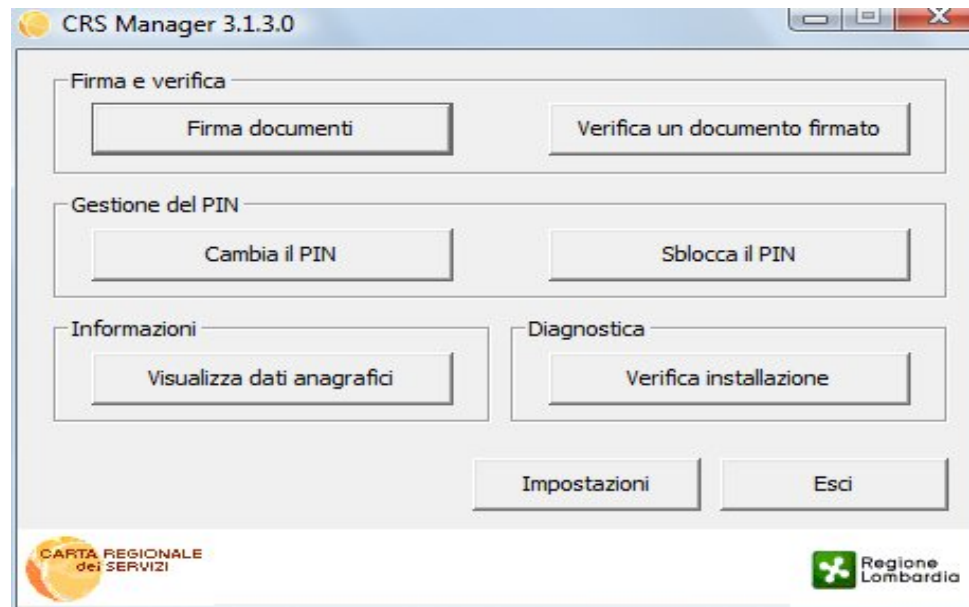 CRS Manager 3.1.3.0
Firma e verifica
Firma documenti
Verifica un documento firmato
Gestione del PIN
Cambia il PIN
Sblocca il PIN
Informazioni
Diagnostica
Visualizza dati anagrafici
Verifica installazione
Impostazioni
Esci
CARTA REGIONALE
dei SERVIZI
Regione
Lombardia